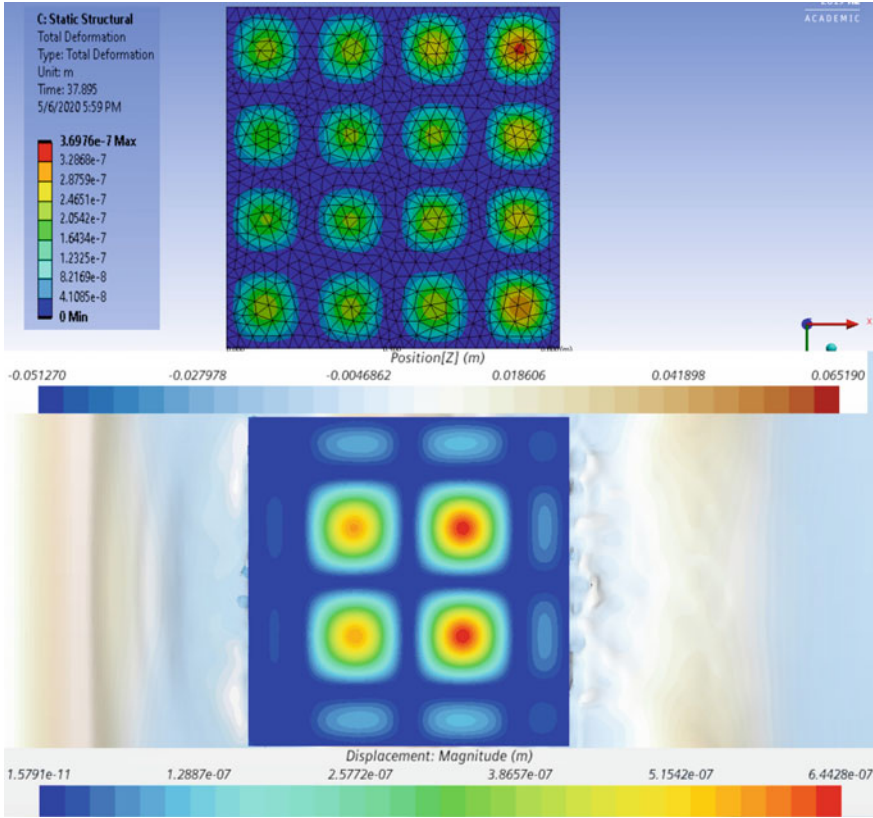 ACADEMIC
C: Static Structural
Total Deformation
Type: Total Deformation
Unit: m
Time: 37.895
5/6/2020 5:59 PM
3.6976e-7 Max
3.2868e-7
2.8759e-7
2.4651e-7
2.0542e-7
1.6434e-7
1.2325e-7
8.2169e-8
4.1085e-8
0 Min
X
Position[Z] (m)
-0.051270 -0.027978 -0.0046862 0.018606 0.041898 0.065190
Displacement: Magnitude (m)
1.5791e-11 1.2887e-07 2.5772e-07 3.8657e-07 5.1542e-07 6.4428e-07